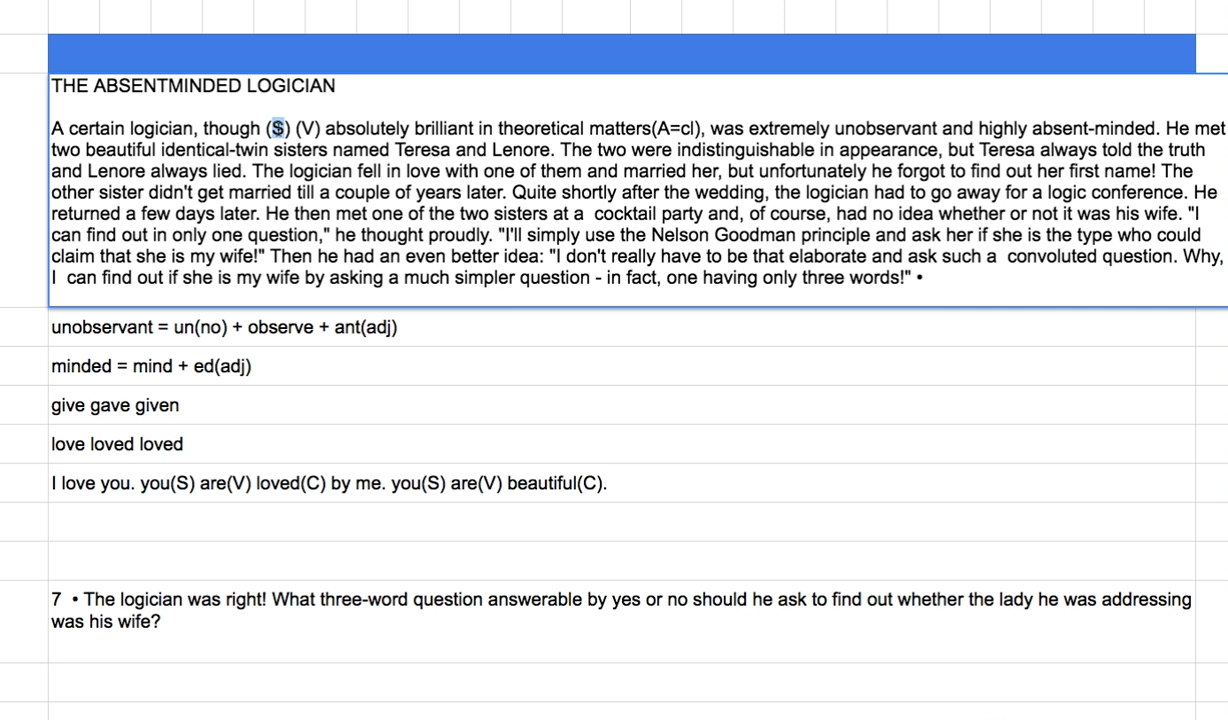 THE ABSENTMINDED LOGICIAN
A certain logician, though (S) (V) absolutely brilliant in theoretical matters(A=cl), was extremely unobservant and highly absent-minded. He met
two beautiful identical-twin sisters named Teresa and Lenore. The two were indistinguishable in appearance, but Teresa always told the truth
and Lenore always lied. The logician fell in love with one of them and married her, but unfortunately he forgot to find out her first name! The
other sister didn't get married till a couple of years later. Quite shortly after the wedding, the logician had to go away for a logic conference. He
returned a few days later. He then met one of the two sisters at a  cocktail party and, of course, had no idea whether or not it was his wife. "I
can find out in only one question," he thought proudly. "I'll simply use the Nelson Goodman principle and ask her if she is the type who could
claim that she is my wife!" Then he had an even better idea: "I don't really have to be that elaborate and ask such a  convoluted question. Why,
I  can find out if she is my wife by asking a much simpler question - in fact, one having only three words!" •
unobservant = un(no) + observe + ant(adj)
minded = mind + ed(adj)
give gave given
love loved loved
I love you. you(S) are(V) loved(C) by me. you(S) are(V) beautiful(C).
7  • The logician was right! What three-word question answerable by yes or no should he ask to find out whether the lady he was addressing
was his wife?